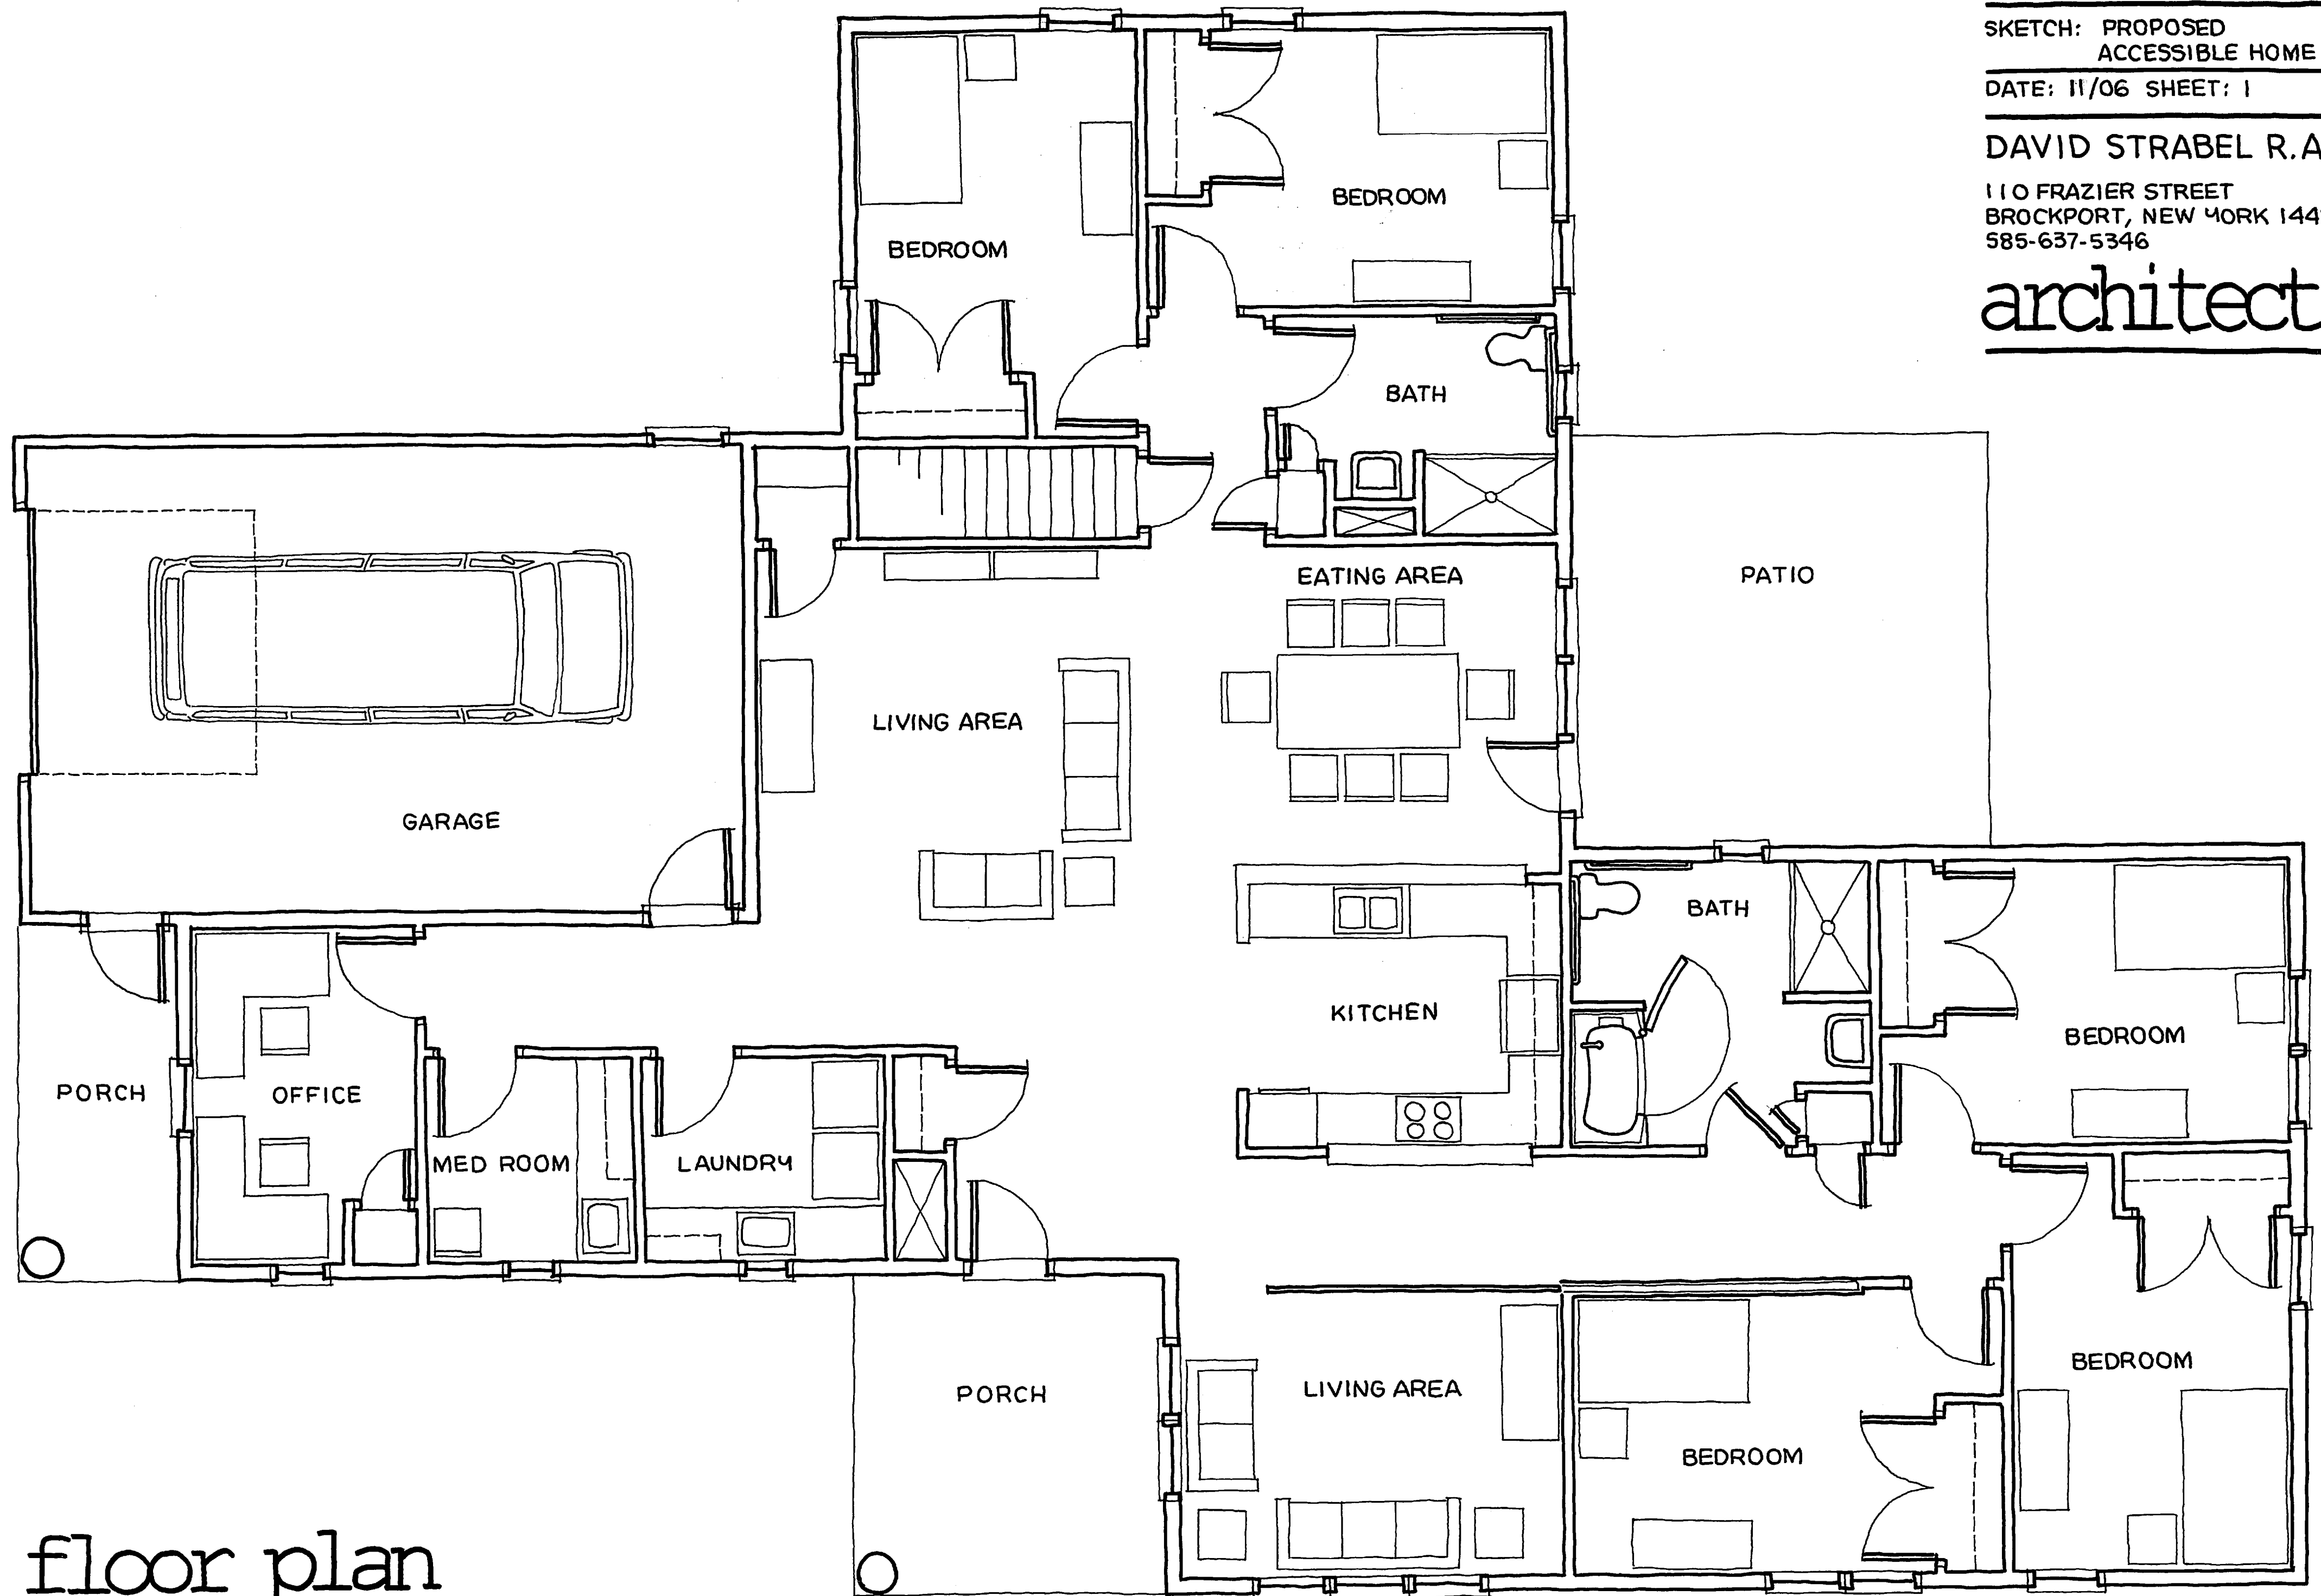 SKETCH: PROPOSED
ACCESSIBLE HOME
DATE: 11/06 SHEET: 1
DAVID STRABEL R.A
110 FRAZIER STREET
BROCKPORT, NEW YORK 144
585-637-5346
architect
BEDROOM
BEDROOM
BATH
EATING AREA
PATIO
LIVING AREA
GARAGE
BATH
KITCHEN
BEDROOM
PORCH
OFFICE
MED ROOM
LAUNDRY
BEDROOM
PORCH
LIVING AREA
BEDROOM
floor plan